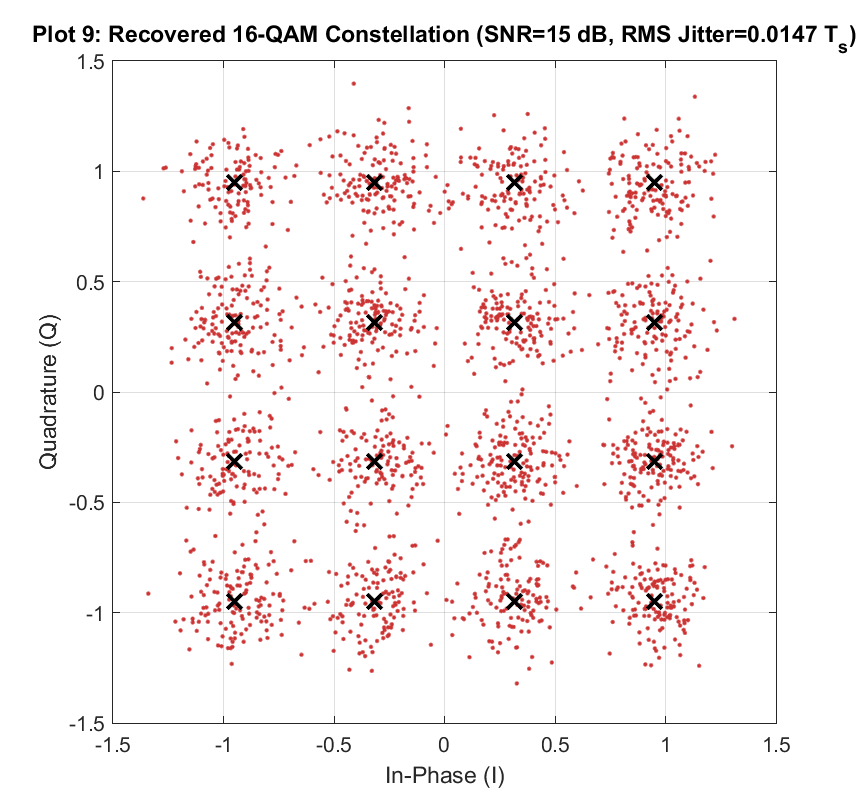 Plot 9: Recovered 16-QAM Constellation (SNR=15 dB, RMS Jitter=0.0147 Ts)
1.5
1
0.5
0
-0.5
-1
-1.5
Quadrature (Q)
-1.5 -1 -0.5 0 0.5 1 1.5
In-Phase (I)